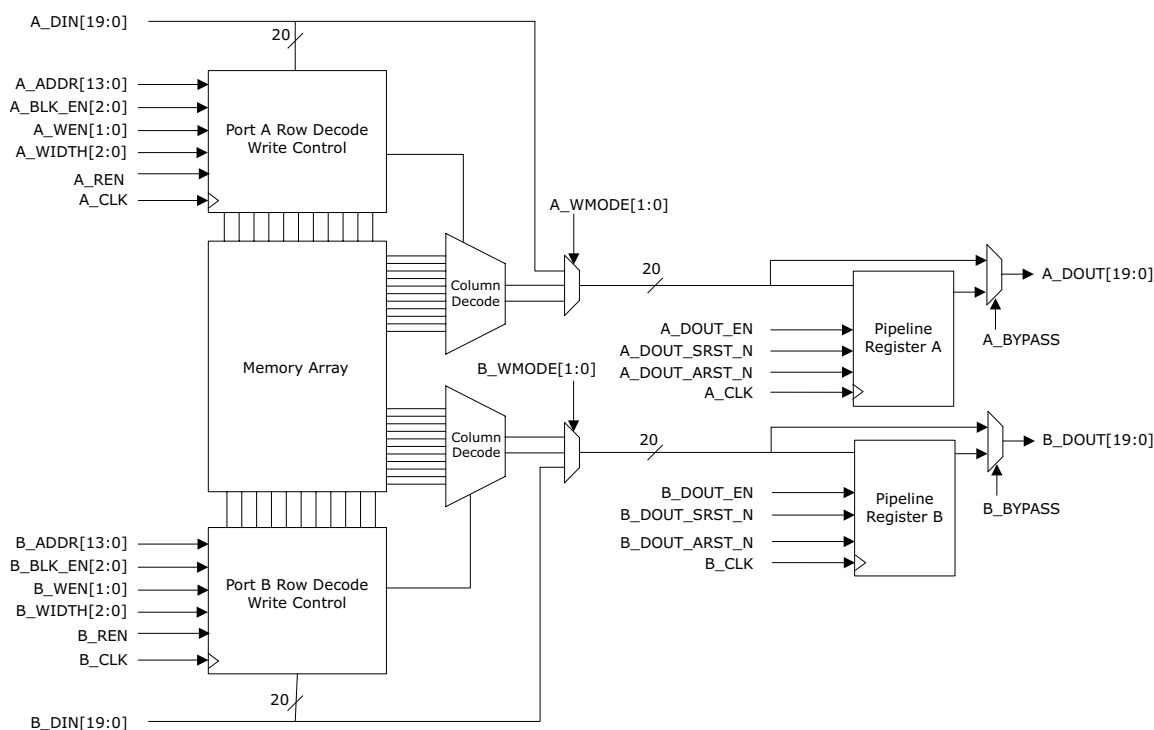 A_DIN[19:0]
20
A_ADDR[13:0]
A_BLK_EN[2:0]
A_WEN[1:0]
A_WIDTH[2:0]
A_REN
A_CLK
Port A Row Decode
Write Control
A_WMODE[1:0]
Column
Decode
20
A_DOUT[19:0]
A_BYPASS
A_DOUT_EN
A_DOUT_SRST_N
A_DOUT_ARST_N
A_CLK
Pipeline
Register A
Memory Array
B_WMODE[1:0]
Column
Decode
20
B_DOUT[19:0]
B_BYPASS
B_DOUT_EN
B_DOUT_SRST_N
B_DOUT_ARST_N
B_CLK
Pipeline
Register B
B_ADDR[13:0]
B_BLK_EN[2:0]
B_WEN[1:0]
B_WIDTH[2:0]
B_REN
B_CLK
Port B Row Decode
Write Control
20
B_DIN[19:0]